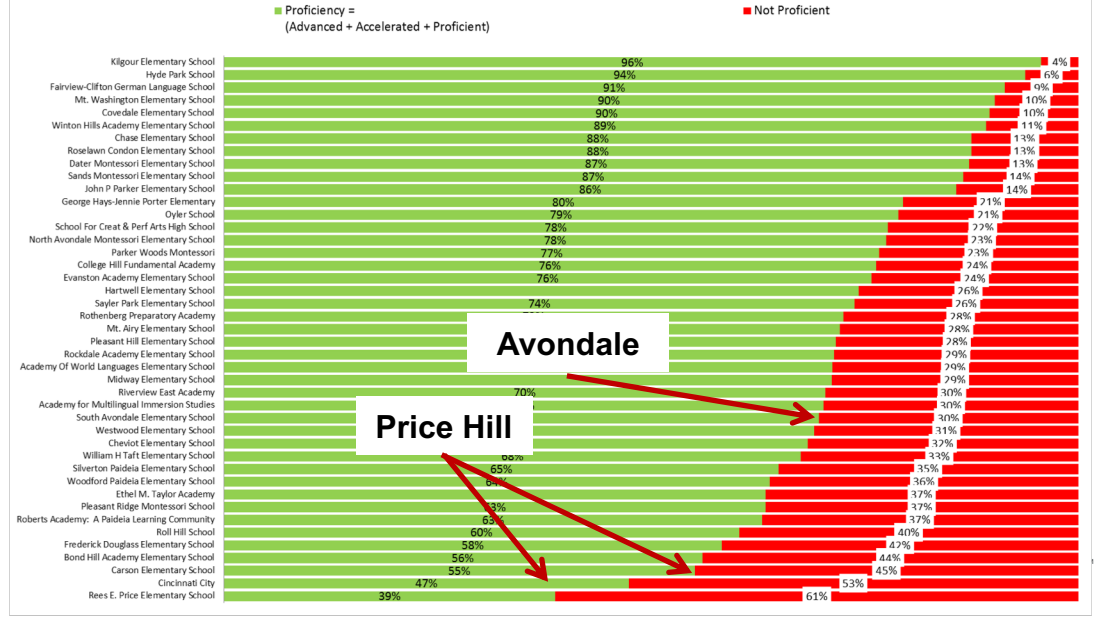 Proficiency =
(Advanced + Accelerated + Proficient)
Not Proficient
Kilgour Elementary School 96% 4%
Hyde Park School 94% 6%
Fairview-Clifton German Language School 91% 9%
Mt. Washington Elementary School 90% 10%
Covedale Elementary School 90% 10%
Winton Hills Academy Elementary School 89% 11%
Chase Elementary School 88% 13%
Roselawn Condon Elementary School 88% 13%
Dater Montessori Elementary School 87% 13%
Sands Montessori Elementary School 87% 14%
John P Parker Elementary School 86% 14%
George Hays-Jennie Porter Elementary 80% 21%
Oyler School 79% 21%
School For Creat & Perf Arts High School 78% 22%
North Avondale Montessori Elementary School 78% 23%
Parker Woods Montessori 77% 23%
College Hill Fundamental Academy 76% 24%
Evanston Academy Elementary School 76% 24%
Hartwell Elementary School 26%
Sayler Park Elementary School 74% 26%
Rothenberg Preparatory Academy 28%
Mt. Airy Elementary School 28%
Pleasant Hill Elementary School 28%
Avondale
Rockdale Academy Elementary School 29%
Academy Of World Languages Elementary School 29%
Midway Elementary School 29%
Riverview East Academy 70% 30%
Academy for Multilingual Immersion Studies 30%
South Avondale Elementary School 30%
Price Hill
Westwood Elementary School 31%
Cheviot Elementary School 32%
William H Taft Elementary School 68% 33%
Silverton Paideia Elementary School 65% 35%
Woodford Paideia Elementary School 64% 36%
Ethel M. Taylor Academy 37%
Pleasant Ridge Montessori School 63% 37%
Roberts Academy: A Paideia Learning Community 63% 37%
Roll Hill School 60% 40%
Frederick Douglass Elementary School 58% 42%
Bond Hill Academy Elementary School 56% 44%
Carson Elementary School 55% 45%
Cincinnati City 47% 53%
Rees E. Price Elementary School 39% 61%